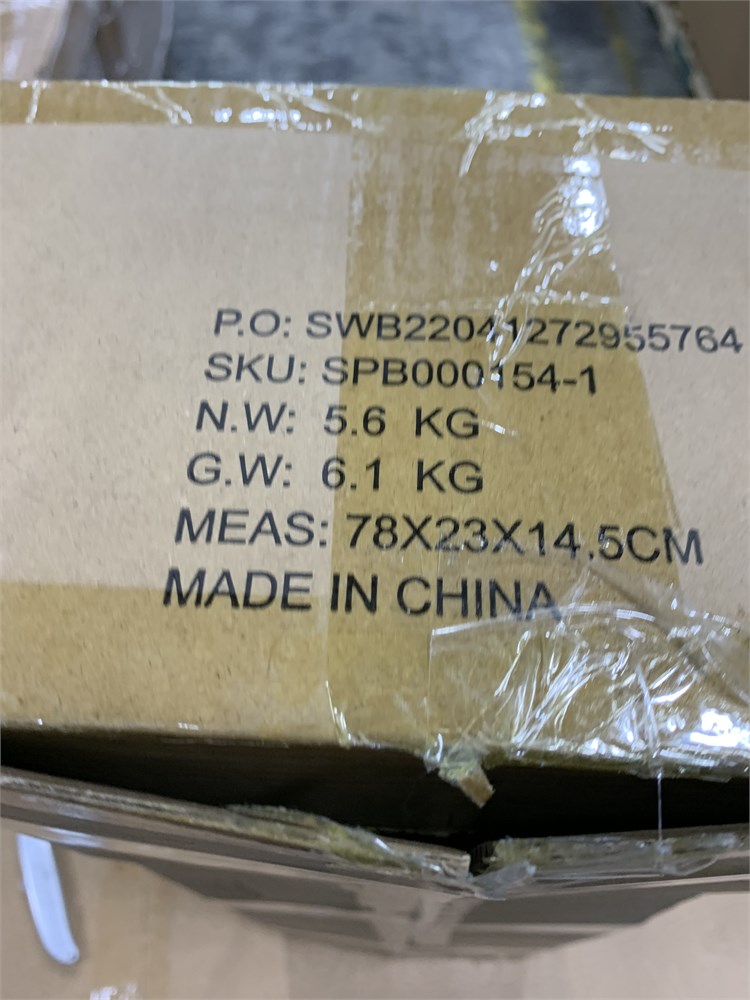 P.O: SWB22041272955764
SKU: SPB000154-1
N.W: 5.6 KG
G.W: 6.1 KG
MEAS: 78X23X14.5CM
MADE IN CHINA